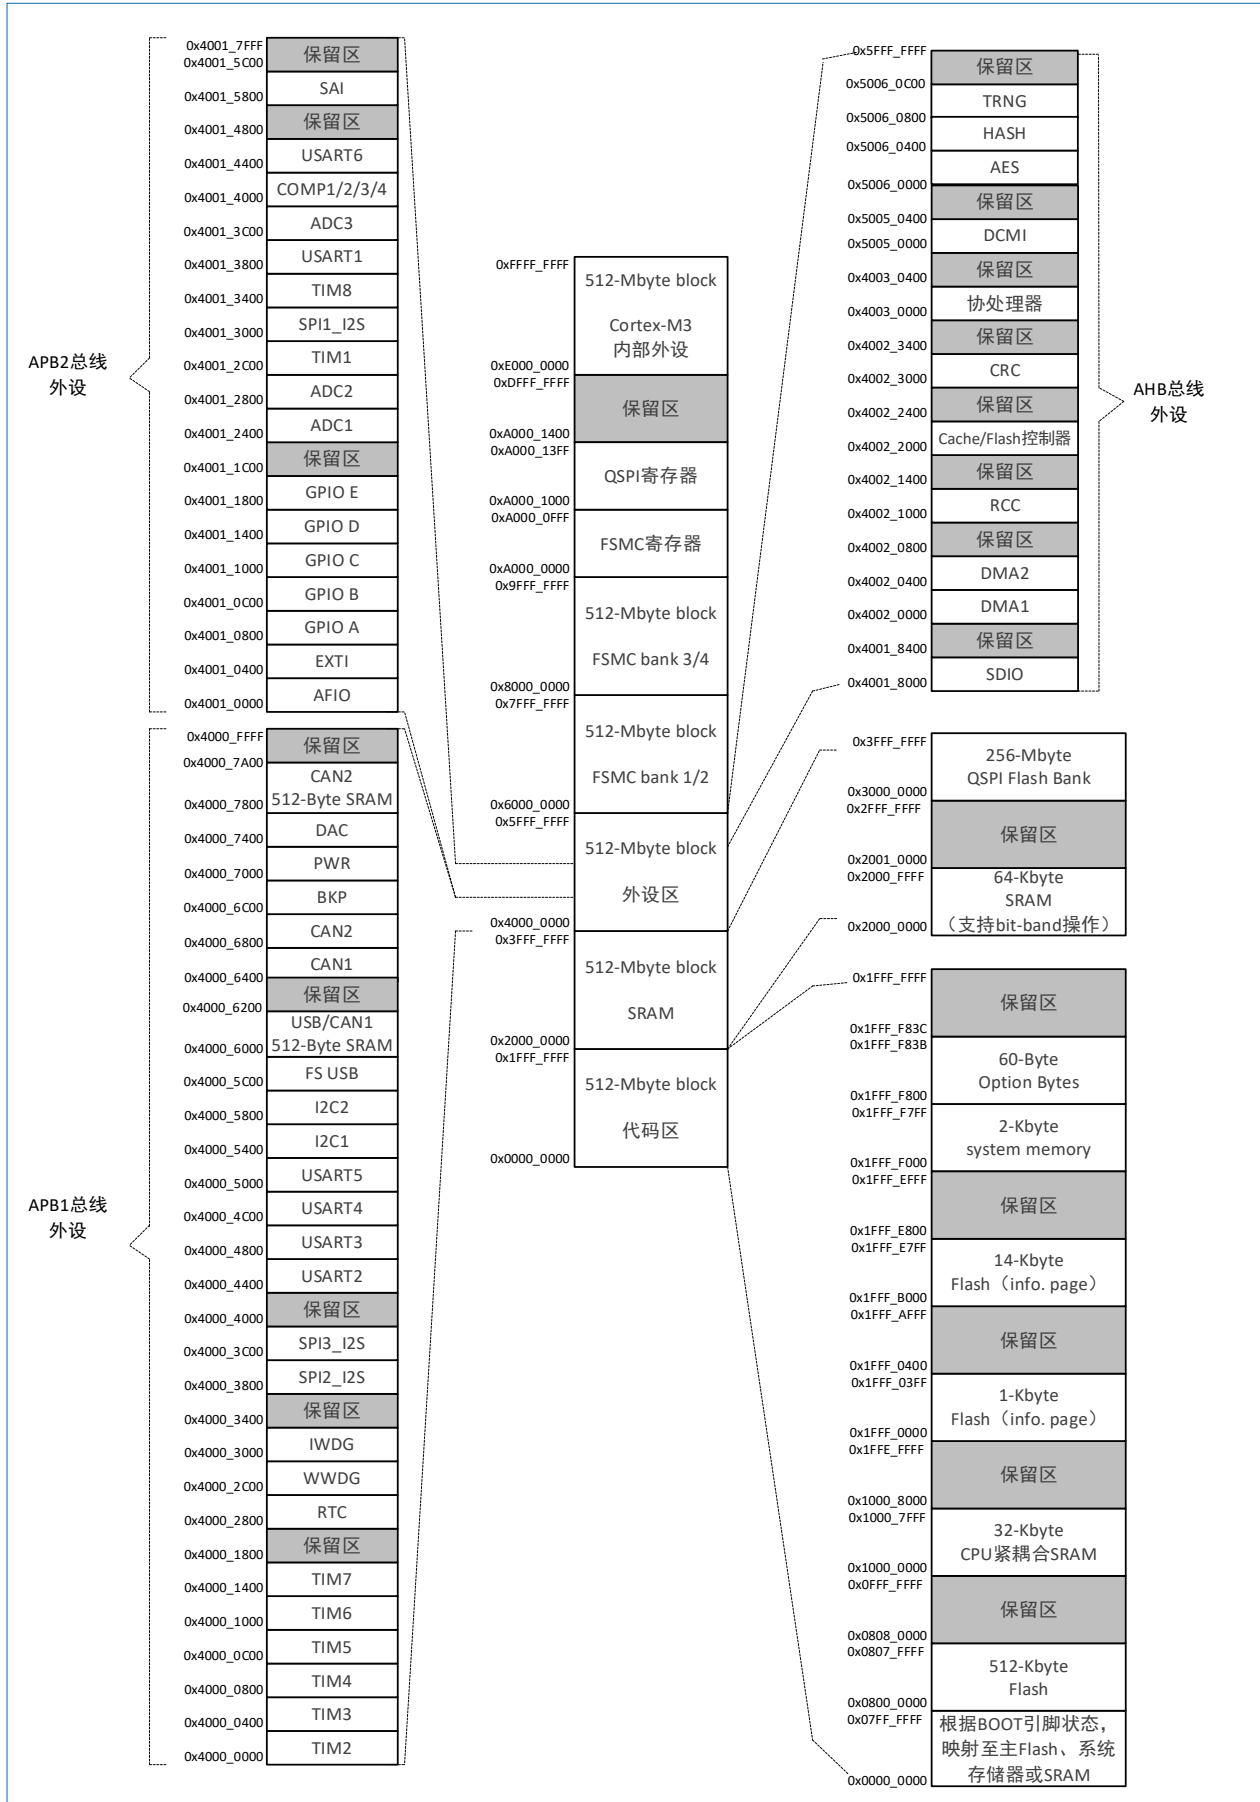 0x4001_7FFF
保留区
0x4001_5C00
SAI
0x4001_5800
保留区
0x4001_4800
USART6
0x4001_4400
COMP1/2/3/4
0x4001_4000
ADC3
0x4001_3C00
USART1
0x4001_3800
TIM8
0x4001_3400
SPI1_I2S
0x4001_3000
TIM1
0x4001_2C00
ADC2
0x4001_2800
ADC1
0x4001_2400
保留区
0x4001_1C00
GPIO E
0x4001_1800
GPIO D
0x4001_1400
GPIO C
0x4001_1000
GPIO B
0x4001_0C00
GPIO A
0x4001_0800
EXTI
0x4001_0400
AFIO
0x4001_0000
APB2总线
外设
0x4000_FFFF
保留区
0x4000_7A00
CAN2
512-Byte SRAM
0x4000_7800
DAC
0x4000_7400
PWR
0x4000_7000
BKP
0x4000_6C00
CAN2
0x4000_6800
CAN1
0x4000_6400
保留区
0x4000_6200
USB/CAN1
512-Byte SRAM
0x4000_6000
FS USB
0x4000_5C00
I2C2
0x4000_5800
I2C1
0x4000_5400
USART5
0x4000_5000
USART4
0x4000_4C00
USART3
0x4000_4800
USART2
0x4000_4400
保留区
0x4000_4000
SPI3_I2S
0x4000_3C00
SPI2_I2S
0x4000_3800
保留区
0x4000_3400
IWDG
0x4000_3000
WWDG
0x4000_2C00
RTC
0x4000_2800
保留区
0x4000_1800
TIM7
0x4000_1400
TIM6
0x4000_1000
TIM5
0x4000_0C00
TIM4
0x4000_0800
TIM3
0x4000_0400
TIM2
0x4000_0000
APB1总线
外设
0xFFFF_FFFF
512-Mbyte block
Cortex-M3
内部外设
0xE000_0000
0xDFFF_FFFF
保留区
0xA000_1400
0xA000_13FF
QSPI寄存器
0xA000_1000
0xA000_0FFF
FSMC寄存器
0xA000_0000
0x9FFF_FFFF
512-Mbyte block
FSMC bank 3/4
0x8000_0000
0x7FFF_FFFF
512-Mbyte block
FSMC bank 1/2
0x6000_0000
0x5FFF_FFFF
512-Mbyte block
外设区
0x4000_0000
0x3FFF_FFFF
512-Mbyte block
SRAM
0x2000_0000
0x1FFF_FFFF
512-Mbyte block
代码区
0x0000_0000
0x5FFF_FFFF
保留区
0x5006_0C00
TRNG
0x5006_0800
HASH
0x5006_0400
AES
0x5006_0000
保留区
0x5005_0400
DCMI
0x5005_0000
保留区
0x4003_0400
协处理器
0x4003_0000
保留区
0x4002_3400
CRC
0x4002_3000
保留区
0x4002_2400
Cache/Flash控制器
0x4002_2000
保留区
0x4002_1400
RCC
0x4002_1000
保留区
0x4002_0800
DMA2
0x4002_0400
DMA1
0x4002_0000
保留区
0x4001_8400
SDIO
0x4001_8000
AHB总线
外设
0x3FFF_FFFF
256-Mbyte
QSPI Flash Bank
0x3000_0000
0x2FFF_FFFF
保留区
0x2001_0000
0x2000_FFFF
64-Kbyte
SRAM
（支持bit-band操作）
0x2000_0000
0x1FFF_FFFF
保留区
0x1FFF_F83C
0x1FFF_F83B
60-Byte
Option Bytes
0x1FFF_F800
0x1FFF_F7FF
2-Kbyte
system memory
0x1FFF_F000
0x1FFF_EFFF
保留区
0x1FFF_E800
0x1FFF_E7FF
14-Kbyte
Flash（info. page）
0x1FFF_B000
0x1FFF_AFFF
保留区
0x1FFF_0400
0x1FFF_03FF
1-Kbyte
Flash（info. page）
0x1FFF_0000
0x1FFE_FFFF
保留区
0x1000_8000
0x1000_7FFF
32-Kbyte
CPU紧耦合SRAM
0x1000_0000
0x0FFF_FFFF
保留区
0x0808_0000
0x0807_FFFF
512-Kbyte
Flash
0x0800_0000
0x07FF_FFFF
根据BOOT引脚状态，
映射至主Flash、系统
存储器或SRAM
0x0000_0000